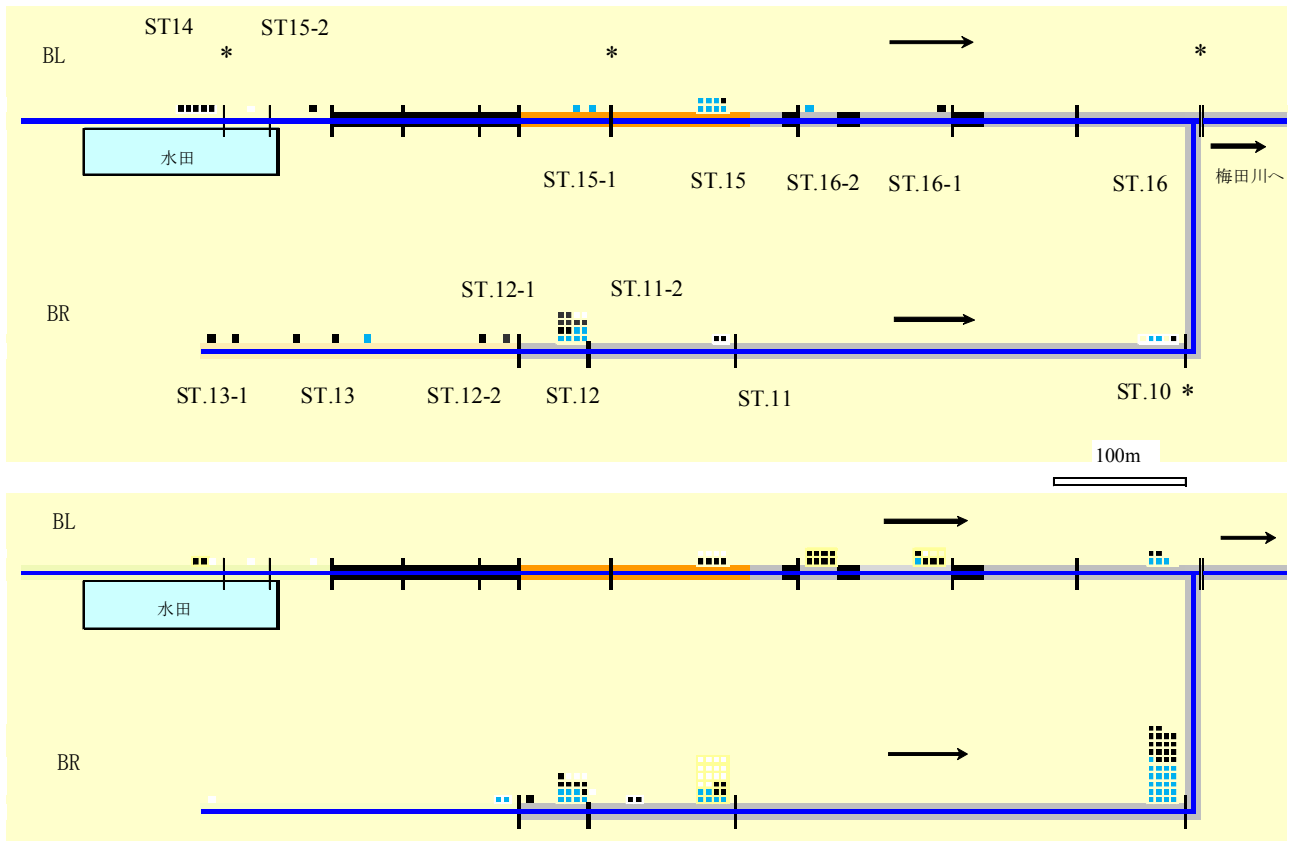 ST14 ST15-2
* * *
BL
水田
ST.15-1 ST.15 ST.16-2 ST.16-1 ST.16 梅田川へ
ST.12-1 ST.11-2
BR
ST.13-1 ST.13 ST.12-2 ST.12 ST.11 ST.10 *
100m
BL
水田
BR